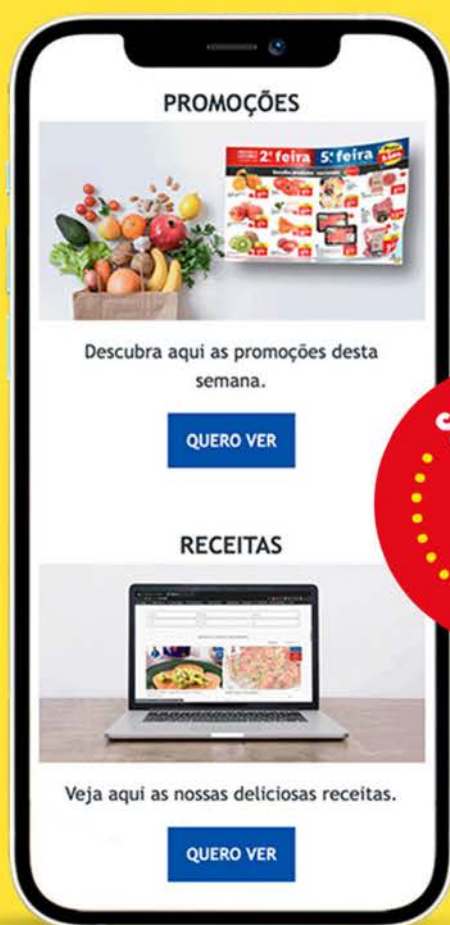 PROMOÇÕES
2ª feira 5ª feira
Descubra aqui as promoções desta
semana.
QUERO VER
RECEITAS
Veja aqui as nossas deliciosas receitas.
QUERO VER